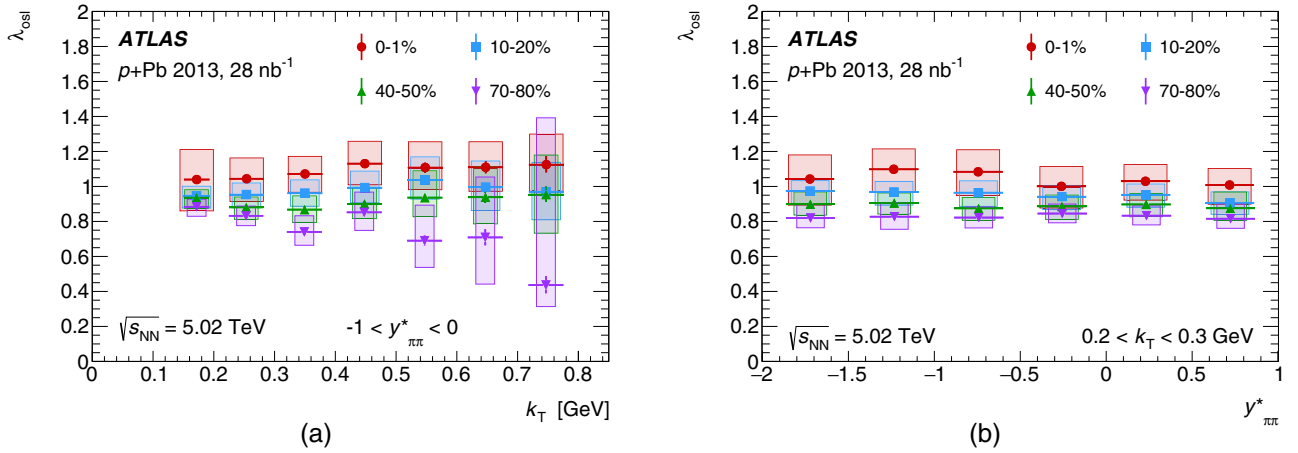 λosl
2
1.8
1.6
1.4
1.2
1
0.8
0.6
0.4
0.2
0
ATLAS
p+Pb 2013, 28 nb-1
0-1%
10-20%
40-50%
70-80%
√sNN = 5.02 TeV
-1 < y*ππ < 0
0 0.1 0.2 0.3 0.4 0.5 0.6 0.7 0.8
kT [GeV]
(a)
λosl
2
1.8
1.6
1.4
1.2
1
0.8
0.6
0.4
0.2
0
ATLAS
p+Pb 2013, 28 nb-1
0-1%
10-20%
40-50%
70-80%
√sNN = 5.02 TeV
0.2 < kT < 0.3 GeV
−2 −1.5 −1 −0.5 0 0.5 1
y*ππ
(b)